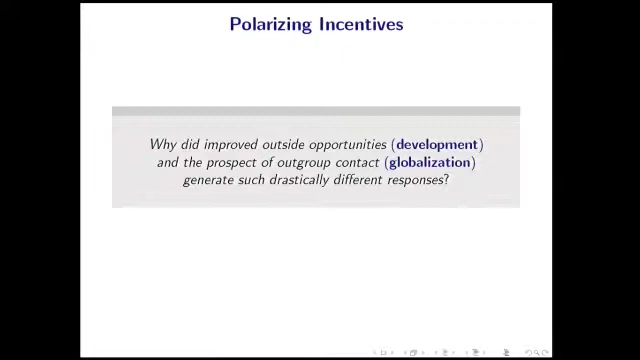 Polarizing Incentives
Why did improved outside opportunities (development)
and the prospect of outgroup contact (globalization)
generate such drastically different responses?